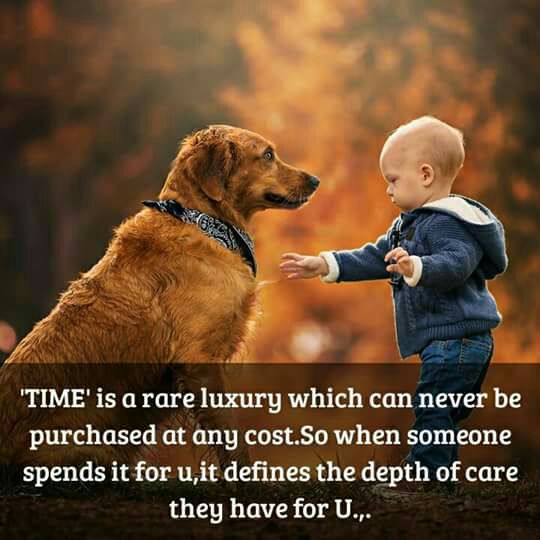 'TIME' is a rare luxury which can never be
purchased at any cost.So when someone
spends it for u,it defines the depth of care
they have for U.,.